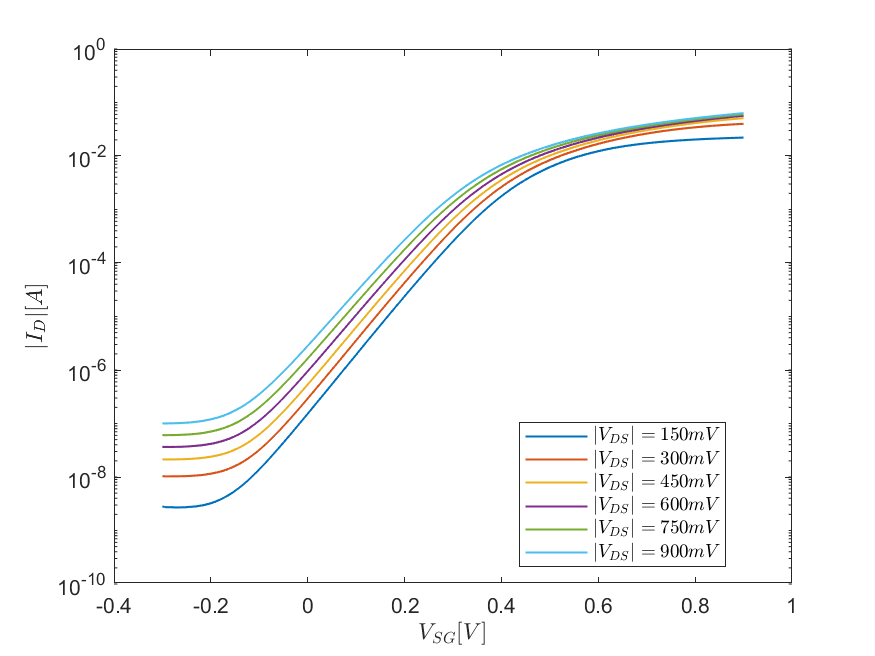 10^0
10^-2
10^-4
10^-6
10^-8
10^-10
|I_D|[A]
|V_DS| = 150mV
|V_DS| = 300mV
|V_DS| = 450mV
|V_DS| = 600mV
|V_DS| = 750mV
|V_DS| = 900mV
-0.4 -0.2 0 0.2 0.4 0.6 0.8 1
V_SG[V]